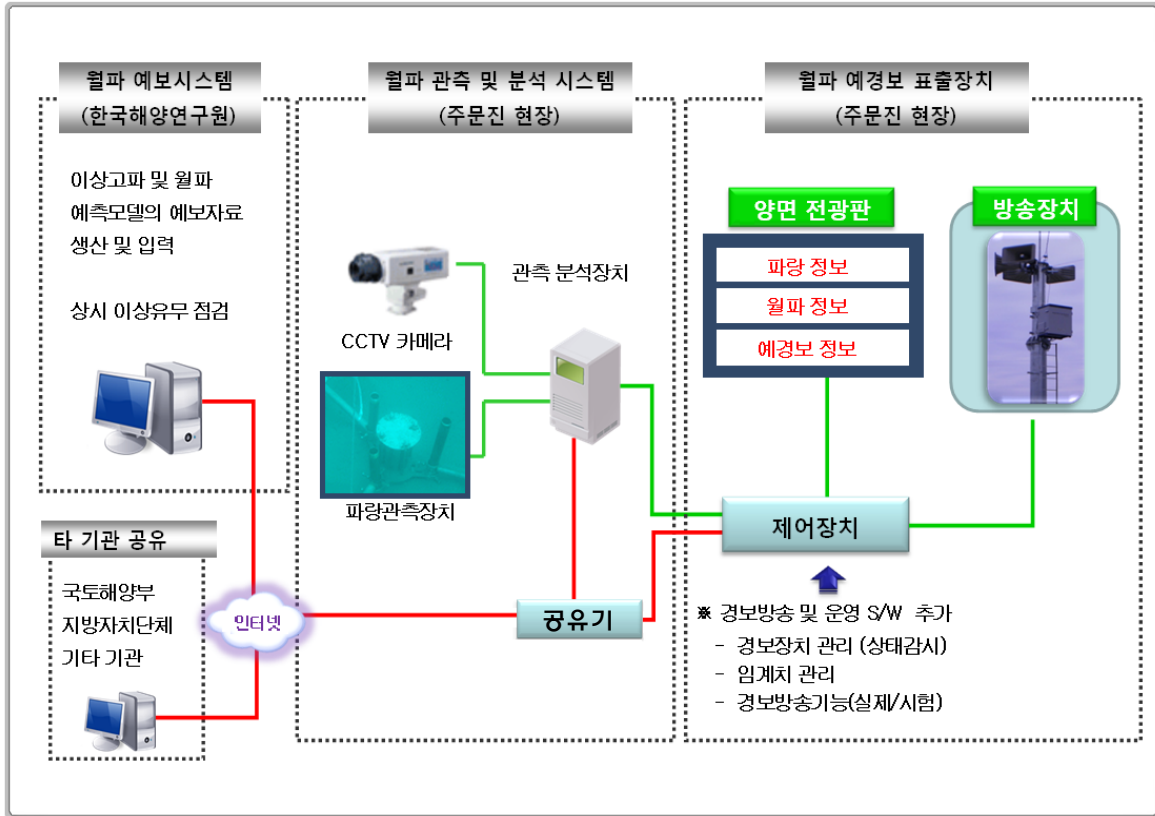 월파 예보시스템
(한국해양연구원)
이상고파 및 월파
예측모델의 예보자료
생산 및 입력
상시 이상유무 점검
타 기관 공유
국토해양부
지방자치단체
기타 기관
인터넷
월파 관측 및 분석 시스템
(주문진 현장)
관측 분석장치
CCTV 카메라
파랑관측장치
공유기
월파 예경보 표출장치
(주문진 현장)
양면 전광판
파랑 정보
월파 정보
예경보 정보
방송장치
제어장치
※ 경보방송 및 운영 S/W 추가
- 경보장치 관리 (상태감시)
- 임계치 관리
- 경보방송기능(실제/시험)